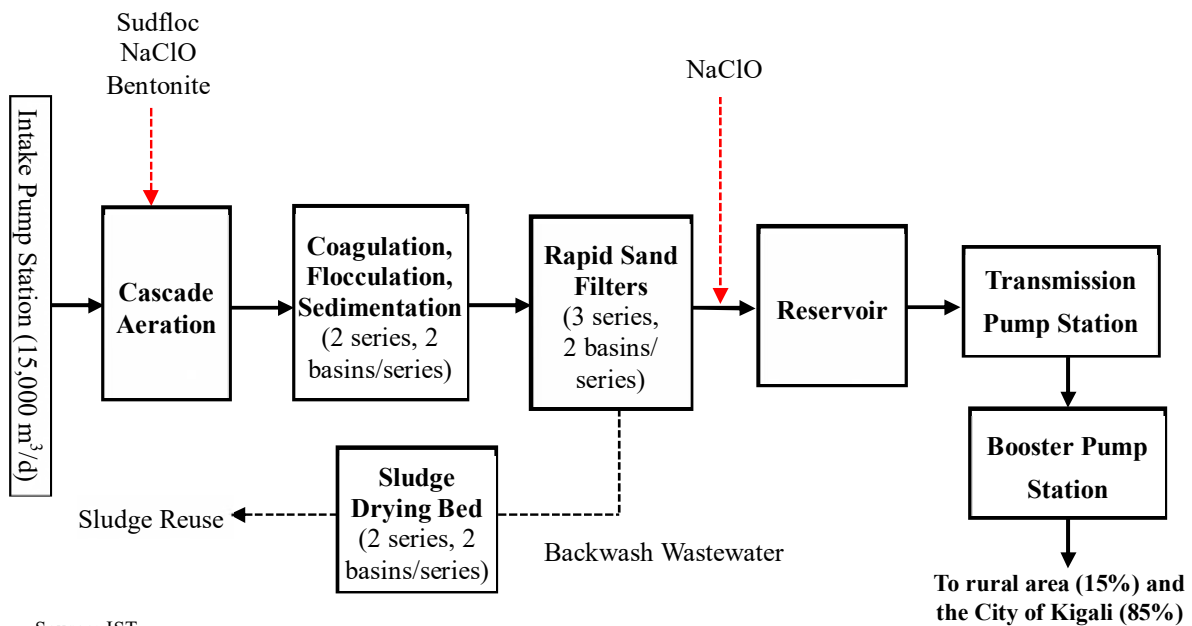 Sudfloc
NaClO
Bentonite
NaClO
Intake Pump Station (15,000 m³/d)
Cascade
Aeration
Coagulation,
Flocculation,
Sedimentation
(2 series, 2
basins/series)
Rapid Sand
Filters
(3 series,
2 basins/
series)
Reservoir
Transmission
Pump Station
Booster Pump
Station
Sludge
Drying Bed
(2 series, 2
basins/series)
Sludge Reuse
Backwash Wastewater
To rural area (15%) and
the City of Kigali (85%)